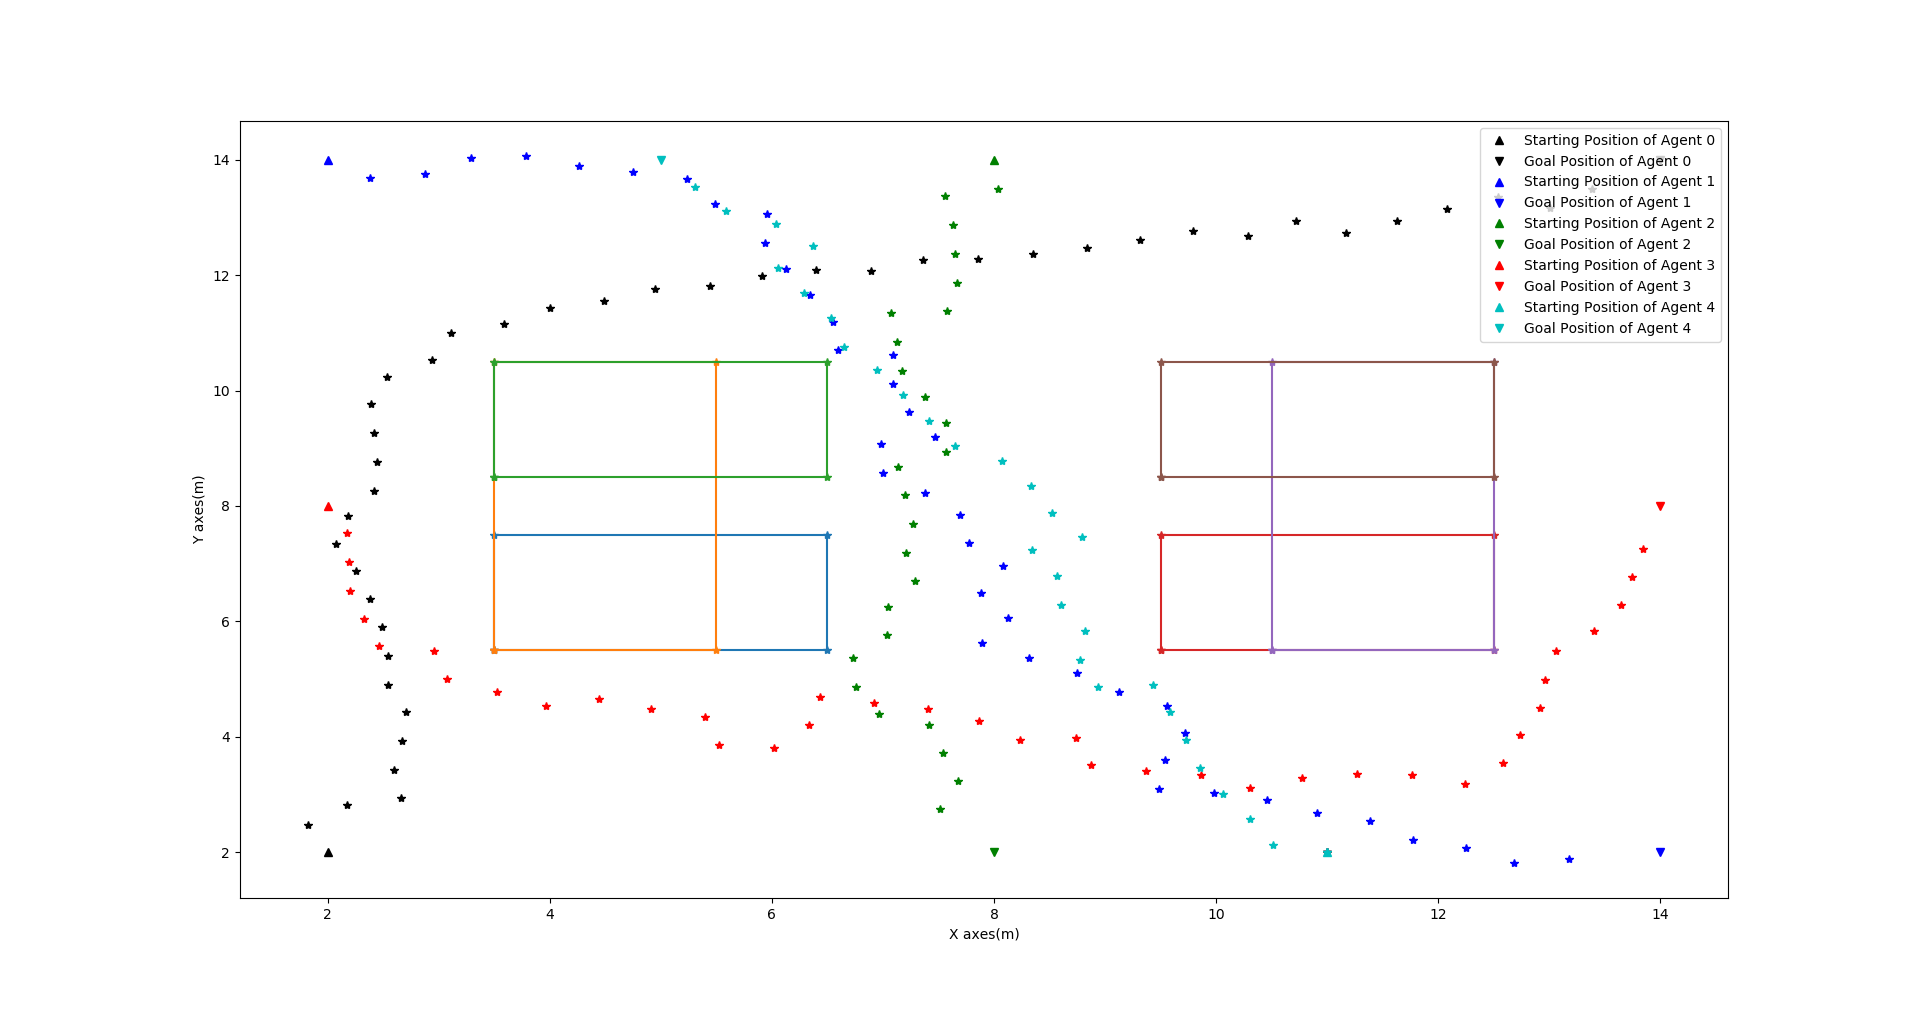 Starting Position of Agent 0
Goal Position of Agent 0
Starting Position of Agent 1
Goal Position of Agent 1
Starting Position of Agent 2
Goal Position of Agent 2
Starting Position of Agent 3
Goal Position of Agent 3
Starting Position of Agent 4
Goal Position of Agent 4
14
12
10
8
6
4
2
Y axes(m)
2 4 6 8 10 12 14
X axes(m)